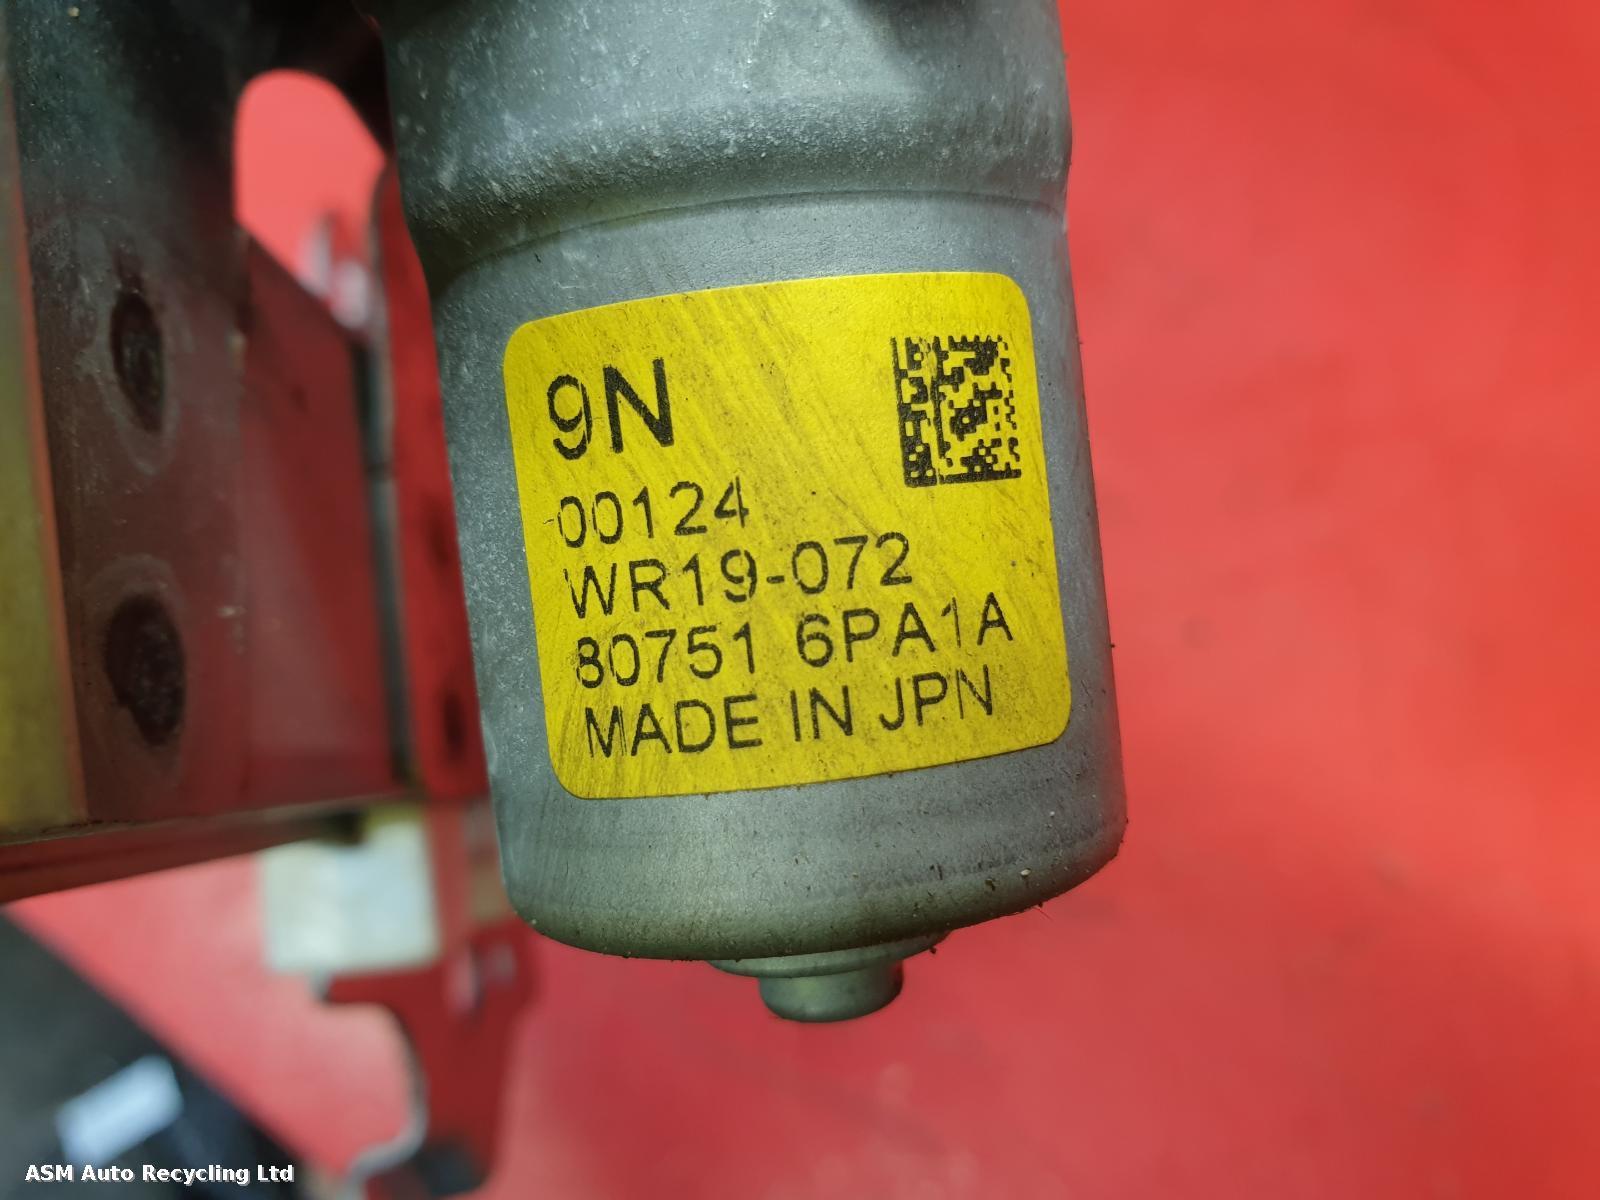 9N
00124
WR19-072
80751 6PA1A
MADE IN JPN
ASM Auto Recycling Ltd